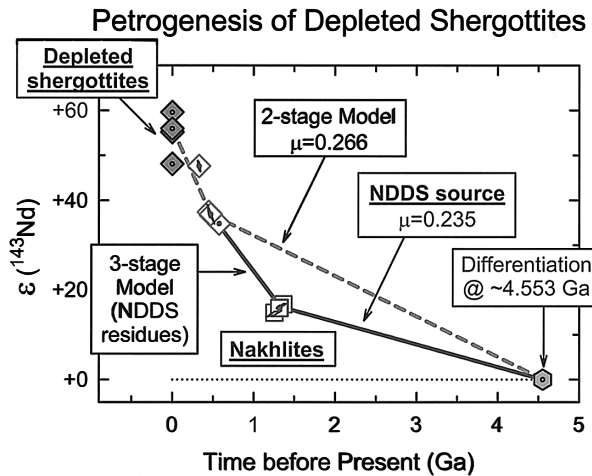 Petrogenesis of Depleted Shergottites
Depleted
shergottites
+60
+40
+20
+0
ε (¹⁴³Nd)
2-stage Model
μ=0.266
NDDS source
μ=0.235
3-stage
Model
(NDDS
residues)
Differentiation
@ ~4.553 Ga
Nakhlites
0
1
2
3
4
5
Time before Present (Ga)